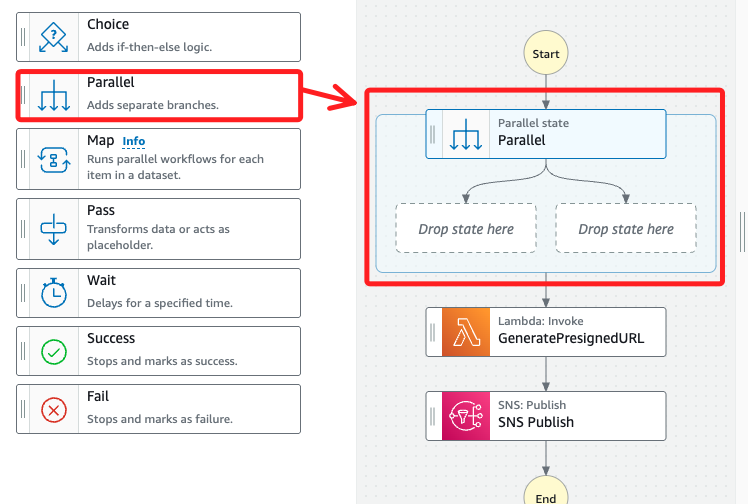 Choice
Adds if-then-else logic.
Parallel
Adds separate branches.
Map Info
Runs parallel workflows for each
item in a dataset.
Pass
Transforms data or acts as
placeholder.
Wait
Delays for a specified time.
Success
Stops and marks as success.
Fail
Stops and marks as failure.
Start
Parallel state
Parallel
Drop state here
Drop state here
Lambda: Invoke
GeneratePresignedURL
SNS: Publish
SNS Publish
End